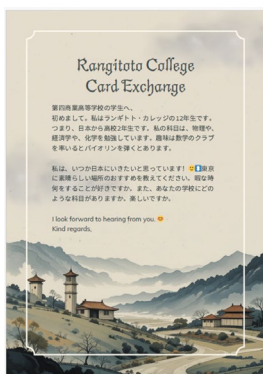 Rangitoto College
Card Exchange
第四商業高等学校の学生へ、
初めまして。私はランギトト・カレッジの12年生です。
つまり、日本から高校2年生です。私の科目は、物理や、
経済学や、化学を勉強しています。趣味は数学のクラブ
を率いるとバイオリンを弾くとあります。
私は、いつか日本にいきたいと思っています！🙂🗼東京
に素晴らしい場所のおすすめを教えてください。暇な時
何をすることが好きですか。また、あなたの学校にどの
ような科目がありますか。楽しいですか。
I look forward to hearing from you. 😍
Kind regards,